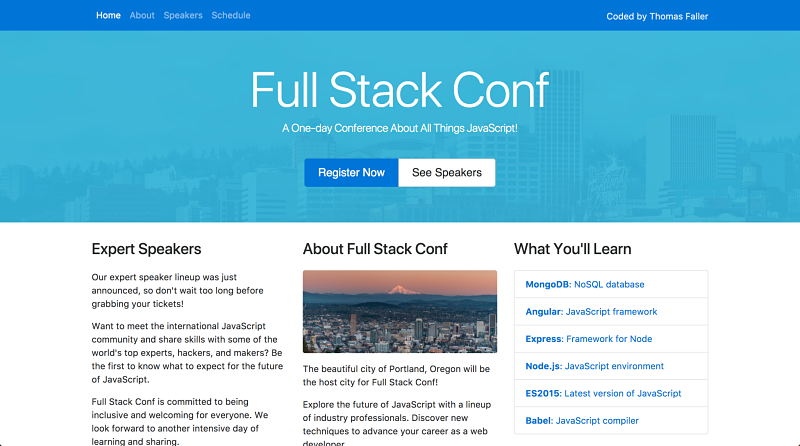 Home About Speakers Schedule Coded by Thomas Faller
Full Stack Conf
A One-day Conference About All Things JavaScript!
Register Now See Speakers
Expert Speakers
Our expert speaker lineup was just
announced, so don't wait too long before
grabbing your tickets!
Want to meet the international JavaScript
community and share skills with some of the
world's top experts, hackers, and makers? Be
the first to know what to expect for the future
of JavaScript.
Full Stack Conf is committed to being
inclusive and welcoming for everyone. We
look forward to another intensive day of
learning and sharing.
About Full Stack Conf
The beautiful city of Portland, Oregon will be
the host city for Full Stack Conf!
Explore the future of JavaScript with a lineup
of industry professionals. Discover new
techniques to advance your career as a web
developer
What You'll Learn
MongoDB: NoSQL database
Angular: JavaScript framework
Express: Framework for Node
Node.js: JavaScript environment
ES2015: Latest version of JavaScript
Babel: JavaScript compiler